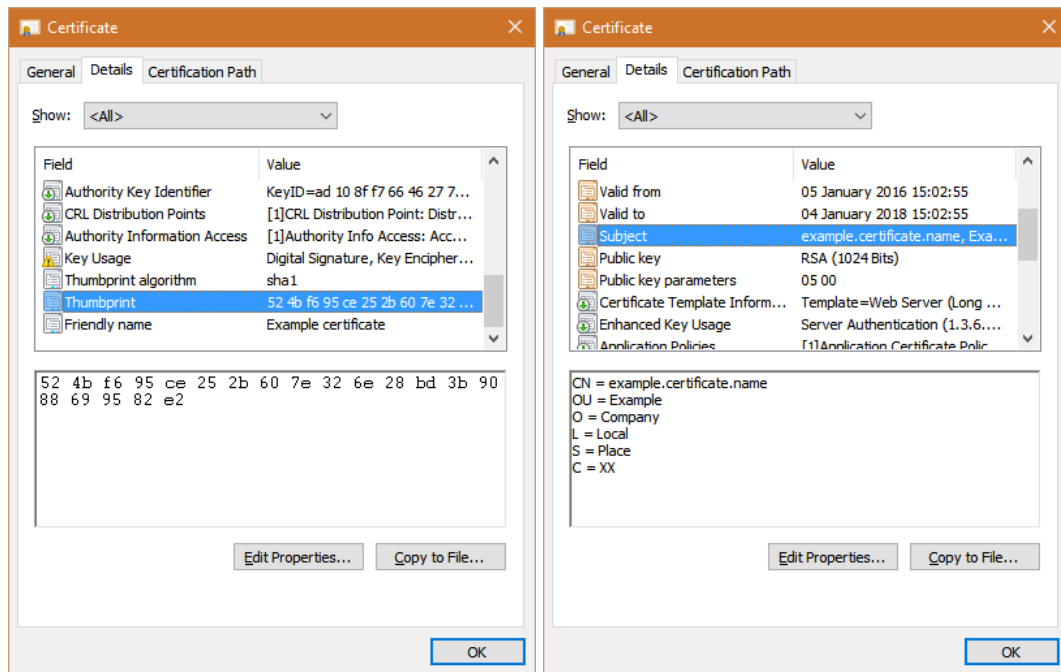 Certificate
General Details Certification Path
Show: <All>
Field Value
Authority Key Identifier KeyID=ad 10 8f f7 66 46 27 7...
CRL Distribution Points [1]CRL Distribution Point: Distr...
Authority Information Access [1]Authority Info Access: Acc...
Key Usage Digital Signature, Key Encipher...
Thumbprint algorithm sha1
Thumbprint 52 4b f6 95 ce 25 2b 60 7e 32 ...
Friendly name Example certificate
52 4b f6 95 ce 25 2b 60 7e 32 6e 28 bd 3b 90
88 69 95 82 e2
Edit Properties... Copy to File...
OK
Certificate
General Details Certification Path
Show: <All>
Field Value
Valid from 05 January 2016 15:02:55
Valid to 04 January 2018 15:02:55
Subject example.certificate.name, Exa...
Public key RSA (1024 Bits)
Public key parameters 05 00
Certificate Template Inform... Template=Web Server (Long ...
Enhanced Key Usage Server Authentication (1.3.6....
Application Policies [1]Application Certificate Polic
CN = example.certificate.name
OU = Example
O = Company
L = Local
S = Place
C = XX
Edit Properties... Copy to File...
OK